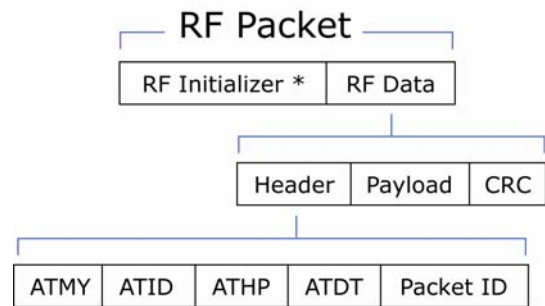 RF Packet
RF Initializer * RF Data
Header Payload CRC
ATMY ATID ATHP ATDT Packet ID